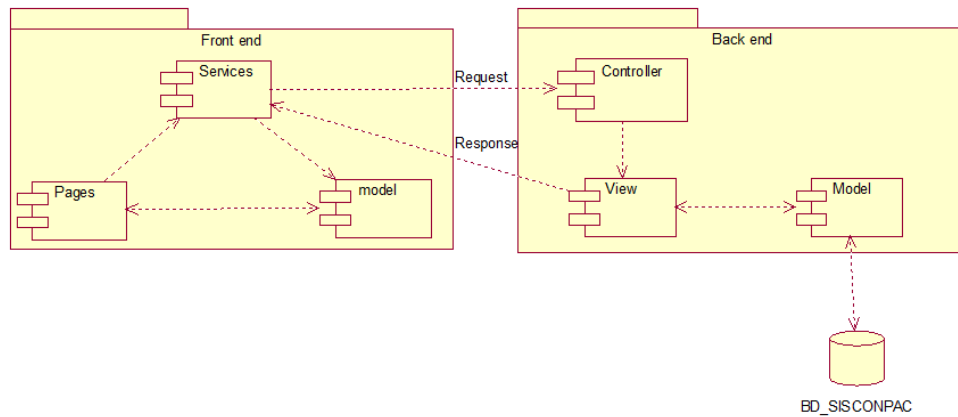 Front end
Back end
Services
Request
Controller
Response
Pages
model
View
Model
BD_SISCONPAC